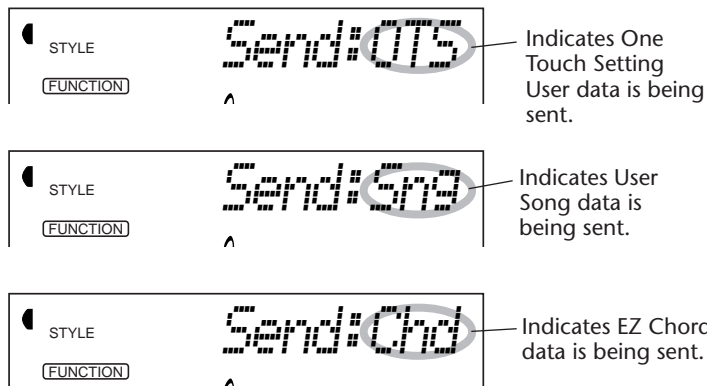 STYLE
Send:OTS
FUNCTION
Indicates One
Touch Setting
User data is being
sent.
STYLE
Send:Sng
FUNCTION
Indicates User
Song data is
being sent.
STYLE
Send:Chd
FUNCTION
Indicates EZ Chord
data is being sent.